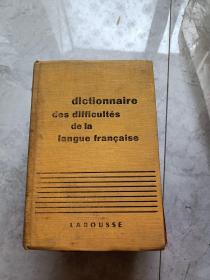 dictionnaire
des difficultés
de la
langue française
LAROUSSE